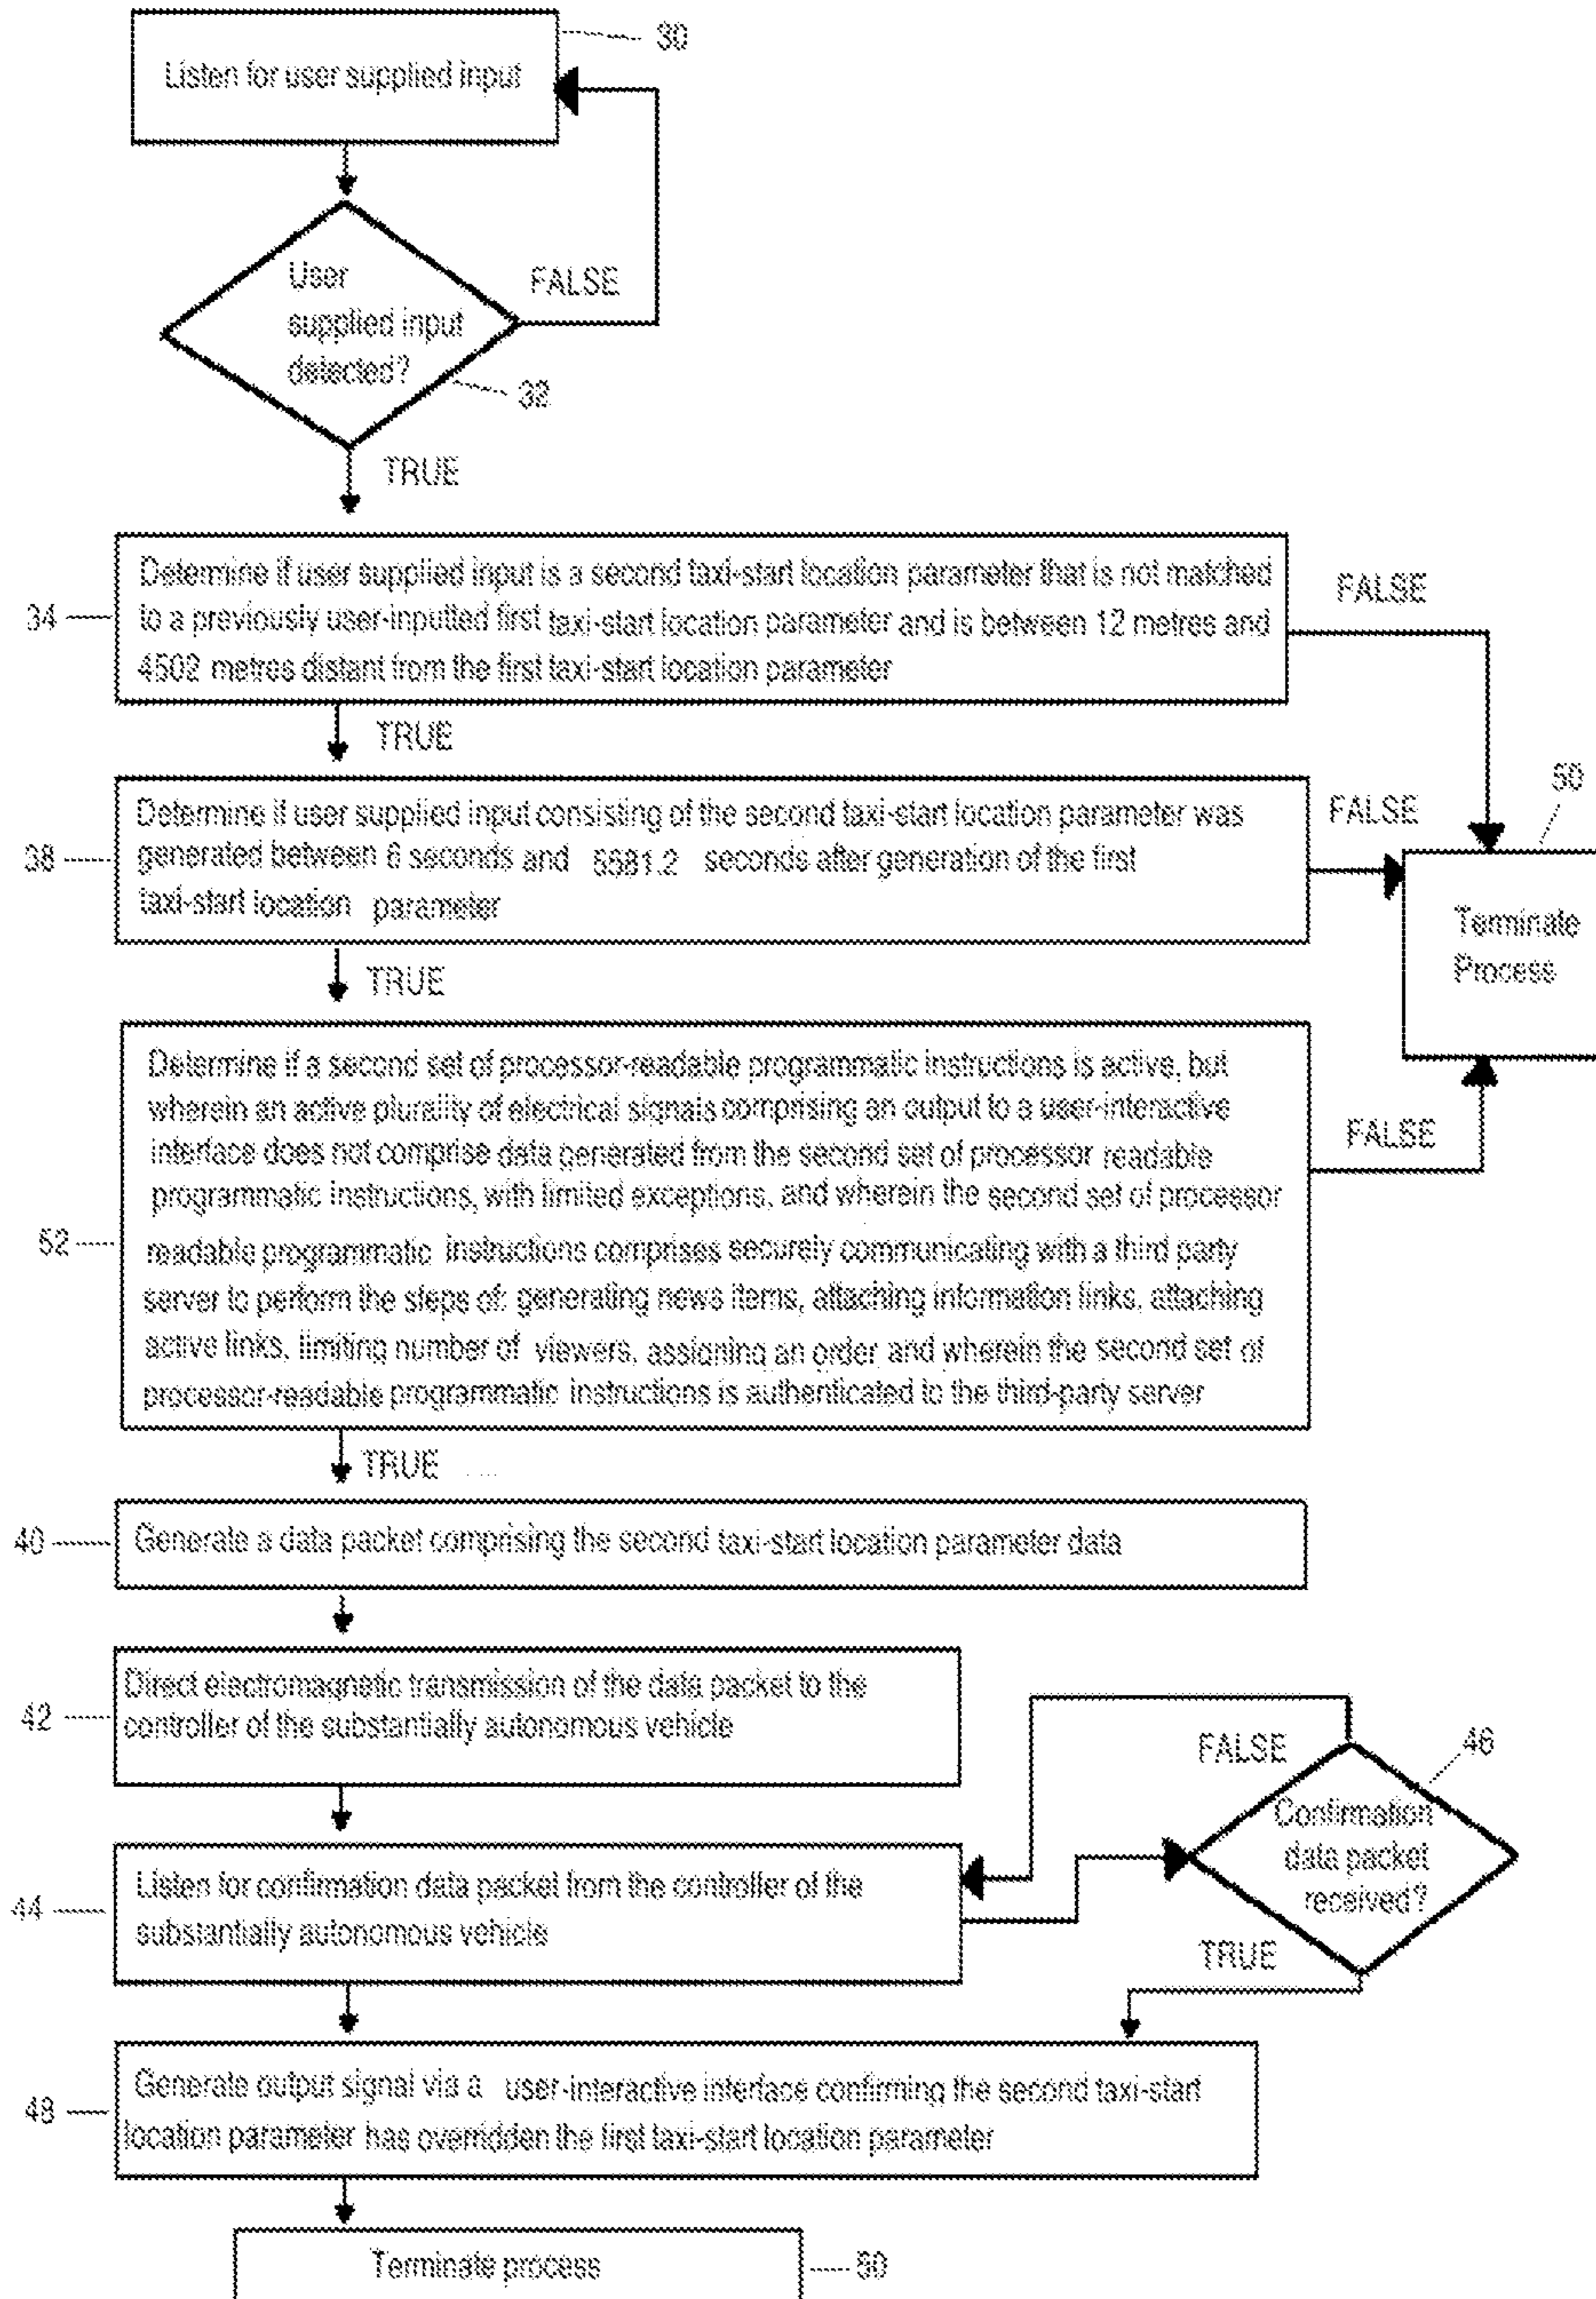 30
Listen for user supplied input
User
supplied input
detected?
FALSE
32
TRUE
34
Determine if user supplied input is a second taxi-start location parameter that is not matched
to a previously user-inputted first taxi-start location parameter and is between 12 metres and
4502 metres distant from the first taxi-start location parameter
FALSE
TRUE
38
Determine if user supplied input consisting of the second taxi-start location parameter was
generated between 6 seconds and 5581.2 seconds after generation of the first
taxi-start location parameter
FALSE
50
Terminate
Process
TRUE
52
Determine if a second set of processor-readable programmatic instructions is active, but
wherein an active plurality of electrical signals comprising an output to a user-interactive
interface does not comprise data generated from the second set of processor readable
programmatic instructions, with limited exceptions, and wherein the second set of processor
readable programmatic instructions comprises securely communicating with a third party
server to perform the steps of: generating news items, attaching information links, attaching
active links, limiting number of viewers, assigning an order and wherein the second set of
processor-readable programmatic instructions is authenticated to the third-party server
FALSE
TRUE
40
Generate a data packet comprising the second taxi-start location parameter data
42
Direct electromagnetic transmission of the data packet to the
controller of the substantially autonomous vehicle
44
Listen for confirmation data packet from the controller of the
substantially autonomous vehicle
FALSE
46
Confirmation
data packet
received?
TRUE
48
Generate output signal via a user-interactive interface confirming the second taxi-start
location parameter has overridden the first taxi-start location parameter
Terminate process
50